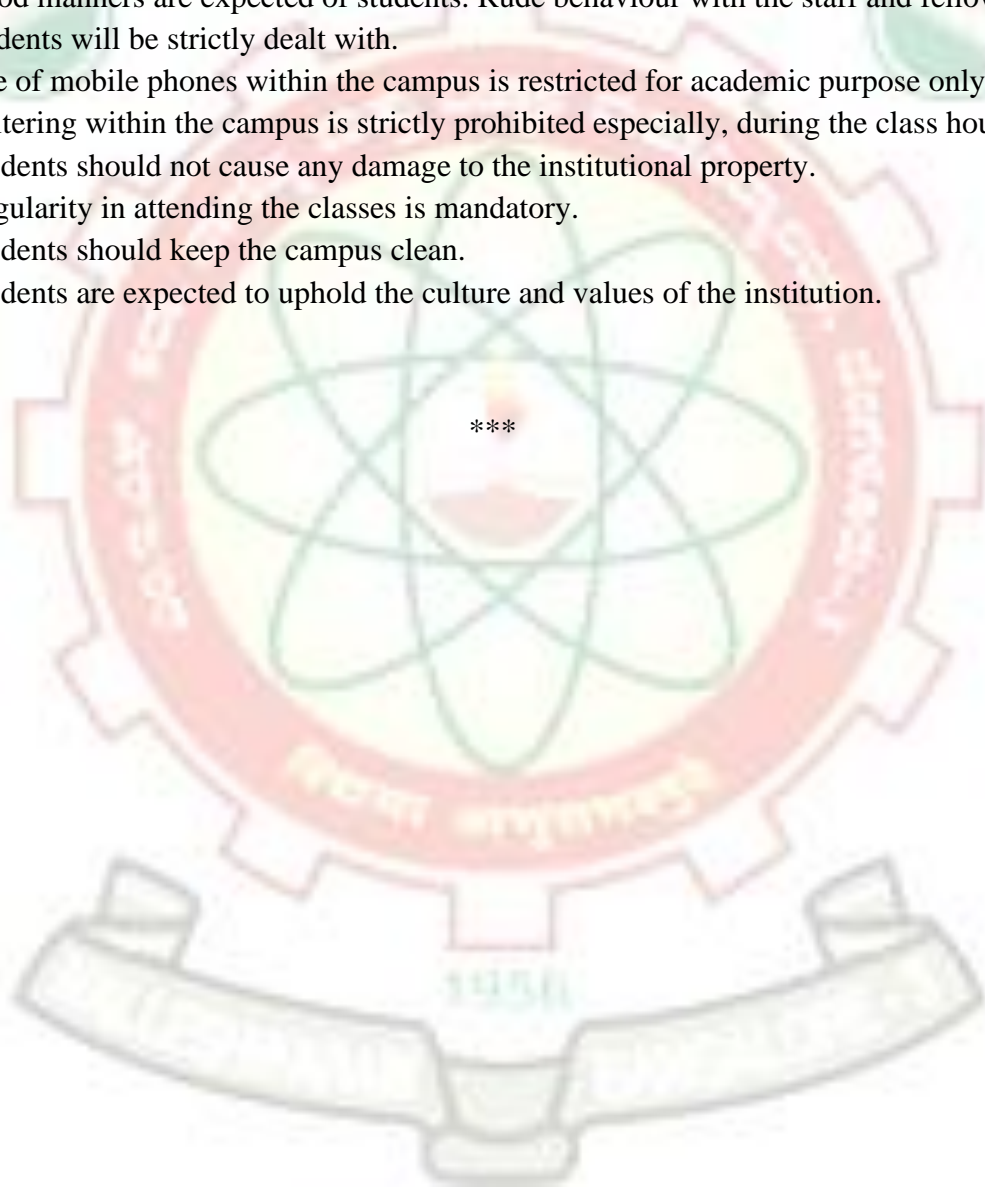 od manners are expected of students. Rude behaviour with the staff and fellow
dents will be strictly dealt with.
e of mobile phones within the campus is restricted for academic purpose only
tering within the campus is strictly prohibited especially, during the class hou
dents should not cause any damage to the institutional property.
gularity in attending the classes is mandatory.
dents should keep the campus clean.
dents are expected to uphold the culture and values of the institution.
***
1956